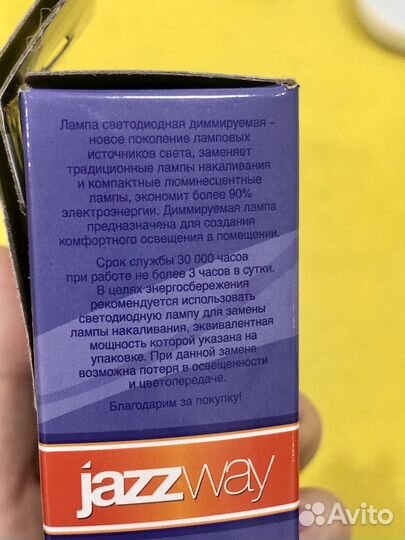 Лампа светодиодная диммируемая –
новое поколение ламповых
источников света, заменяет
традиционные лампы накаливания
и компактные люминесцентные
лампы, экономит более 90%
электроэнергии. Диммируемая лампа
предназначена для создания
комфортного освещения в помещении.
Срок службы 30 000 часов
при работе не более 3 часов в сутки.
В целях энергосбережения
рекомендуется использовать
светодиодную лампу для замены
лампы накаливания, эквивалентная
мощность которой указана на
упаковке. При данной замене
возможна потеря в освещенности
и цветопередаче.
Благодарим за покупку!
jazzway
Avito